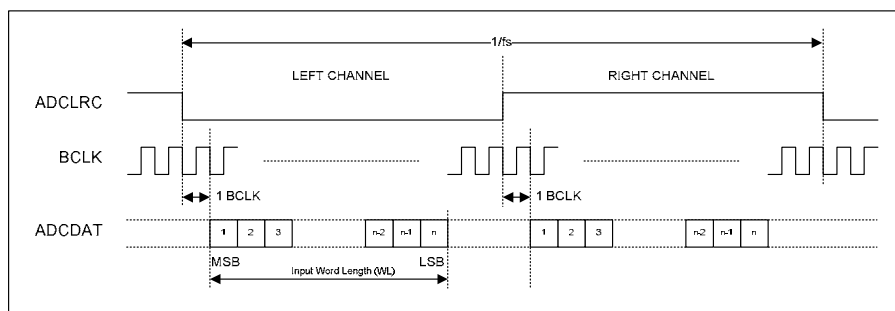 1/fs
LEFT CHANNEL RIGHT CHANNEL
ADCLRC
BCLK
1 BCLK 1 BCLK
ADCDAT
1 2 3 n-2 n-1 n 1 2 3 n-2 n-1 n
MSB LSB
Input Word Length (WL)